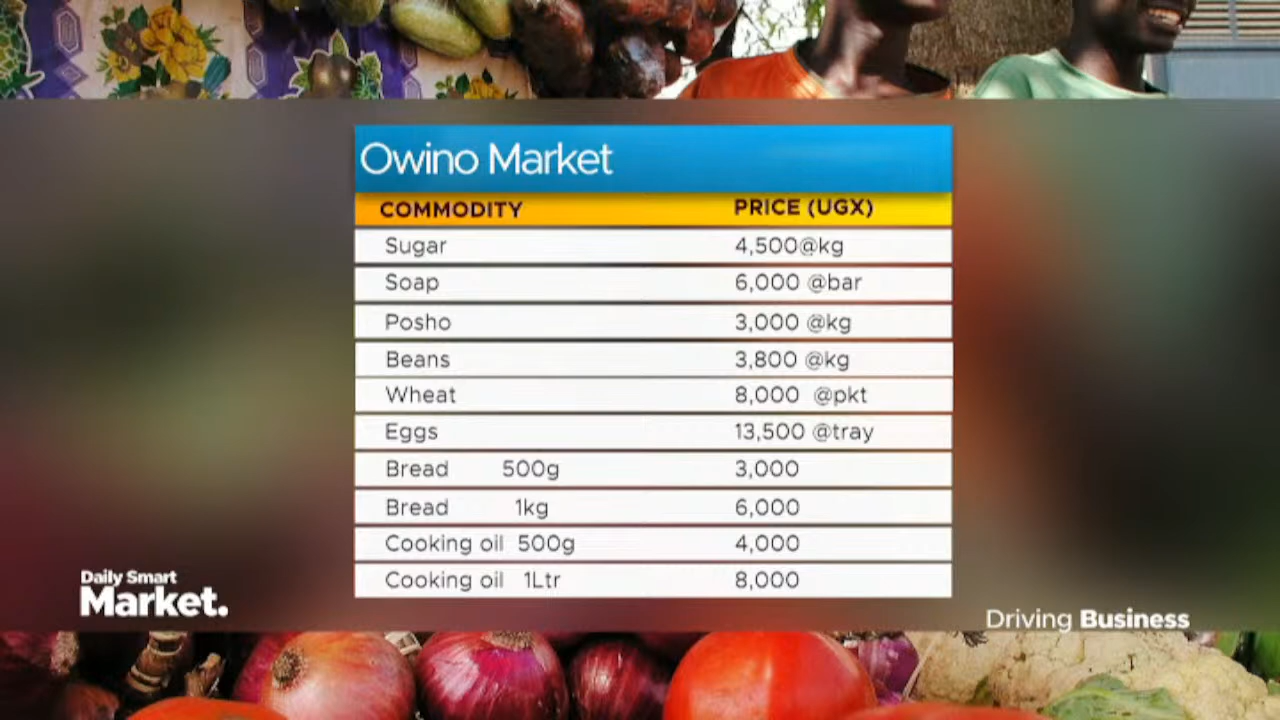 Owino Market
COMMODITY PRICE (UGX)
Sugar 4,500@kg
Soap 6,000 @bar
Posho 3,000 @kg
Beans 3,800 @kg
Wheat 8,000 @pkt
Eggs 13,500 @tray
Bread 500g 3,000
Bread 1kg 6,000
Cooking oil 500g 4,000
Cooking oil 1Ltr 8,000
Daily Smart
Market.
Driving Business